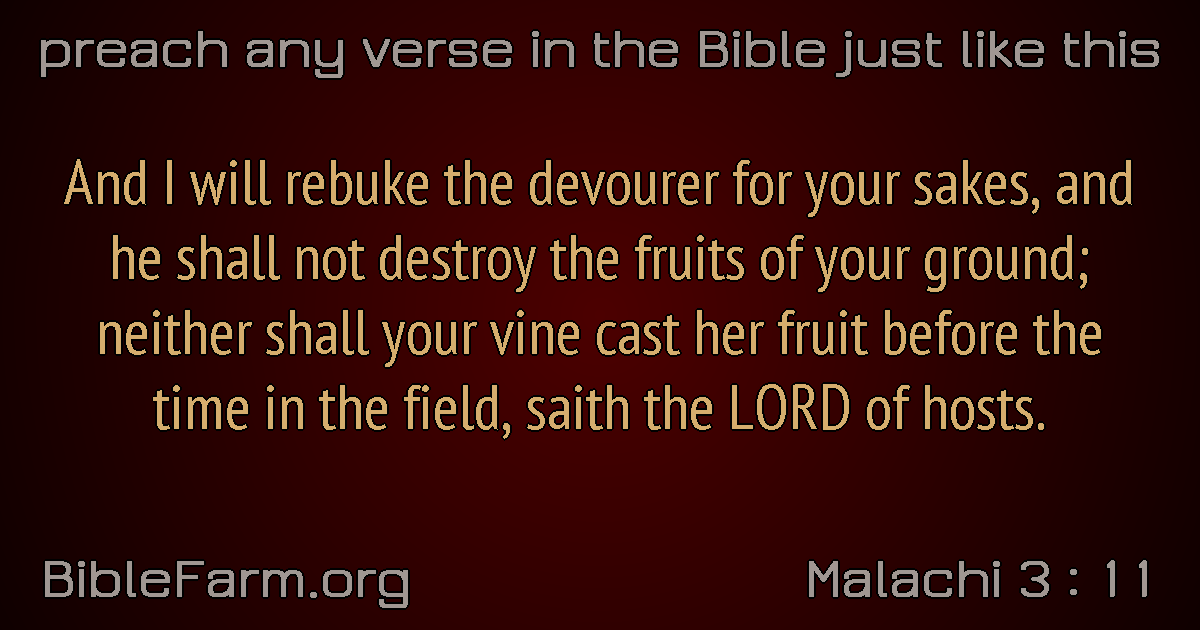 preach any verse in the Bible just like this
And I will rebuke the devourer for your sakes, and
he shall not destroy the fruits of your ground;
neither shall your vine cast her fruit before the
time in the field, saith the LORD of hosts.
BibleFarm.org
Malachi 3 : 11